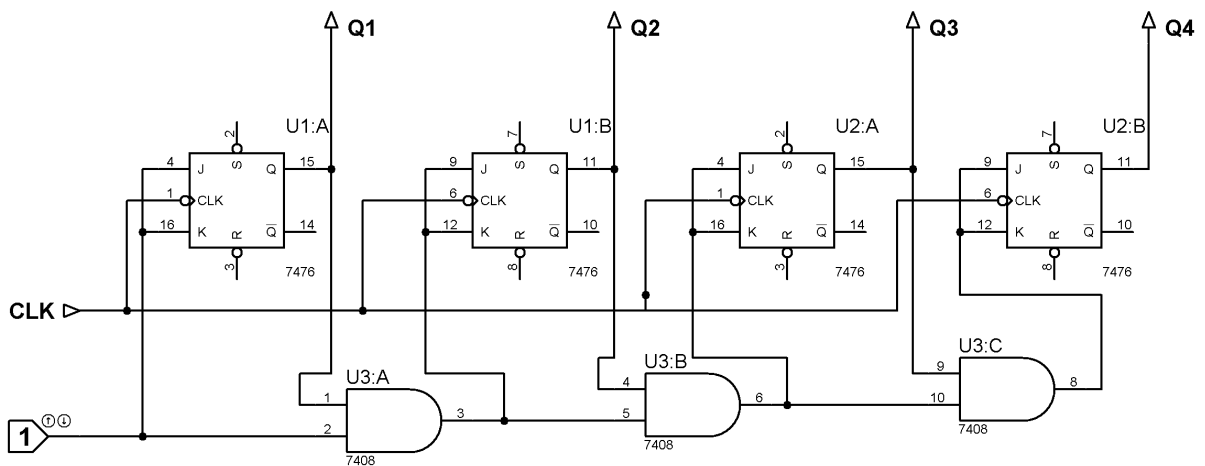 Q1 Q2 Q3 Q4
U1:A U1:B U2:A U2:B
2 7 2 7
4 J S Q 15 9 J S Q 11 4 J S Q 15 9 J S Q 11
1 CLK 6 CLK 1 CLK 6 CLK
16 K R Q 14 12 K R Q 10 16 K R Q 14 12 K R Q 10
3 8 3 8
7476 7476 7476 7476
CLK
U3:A U3:B U3:C
9
4 8
1 6 10
3 5
1 2
7408 7408 7408